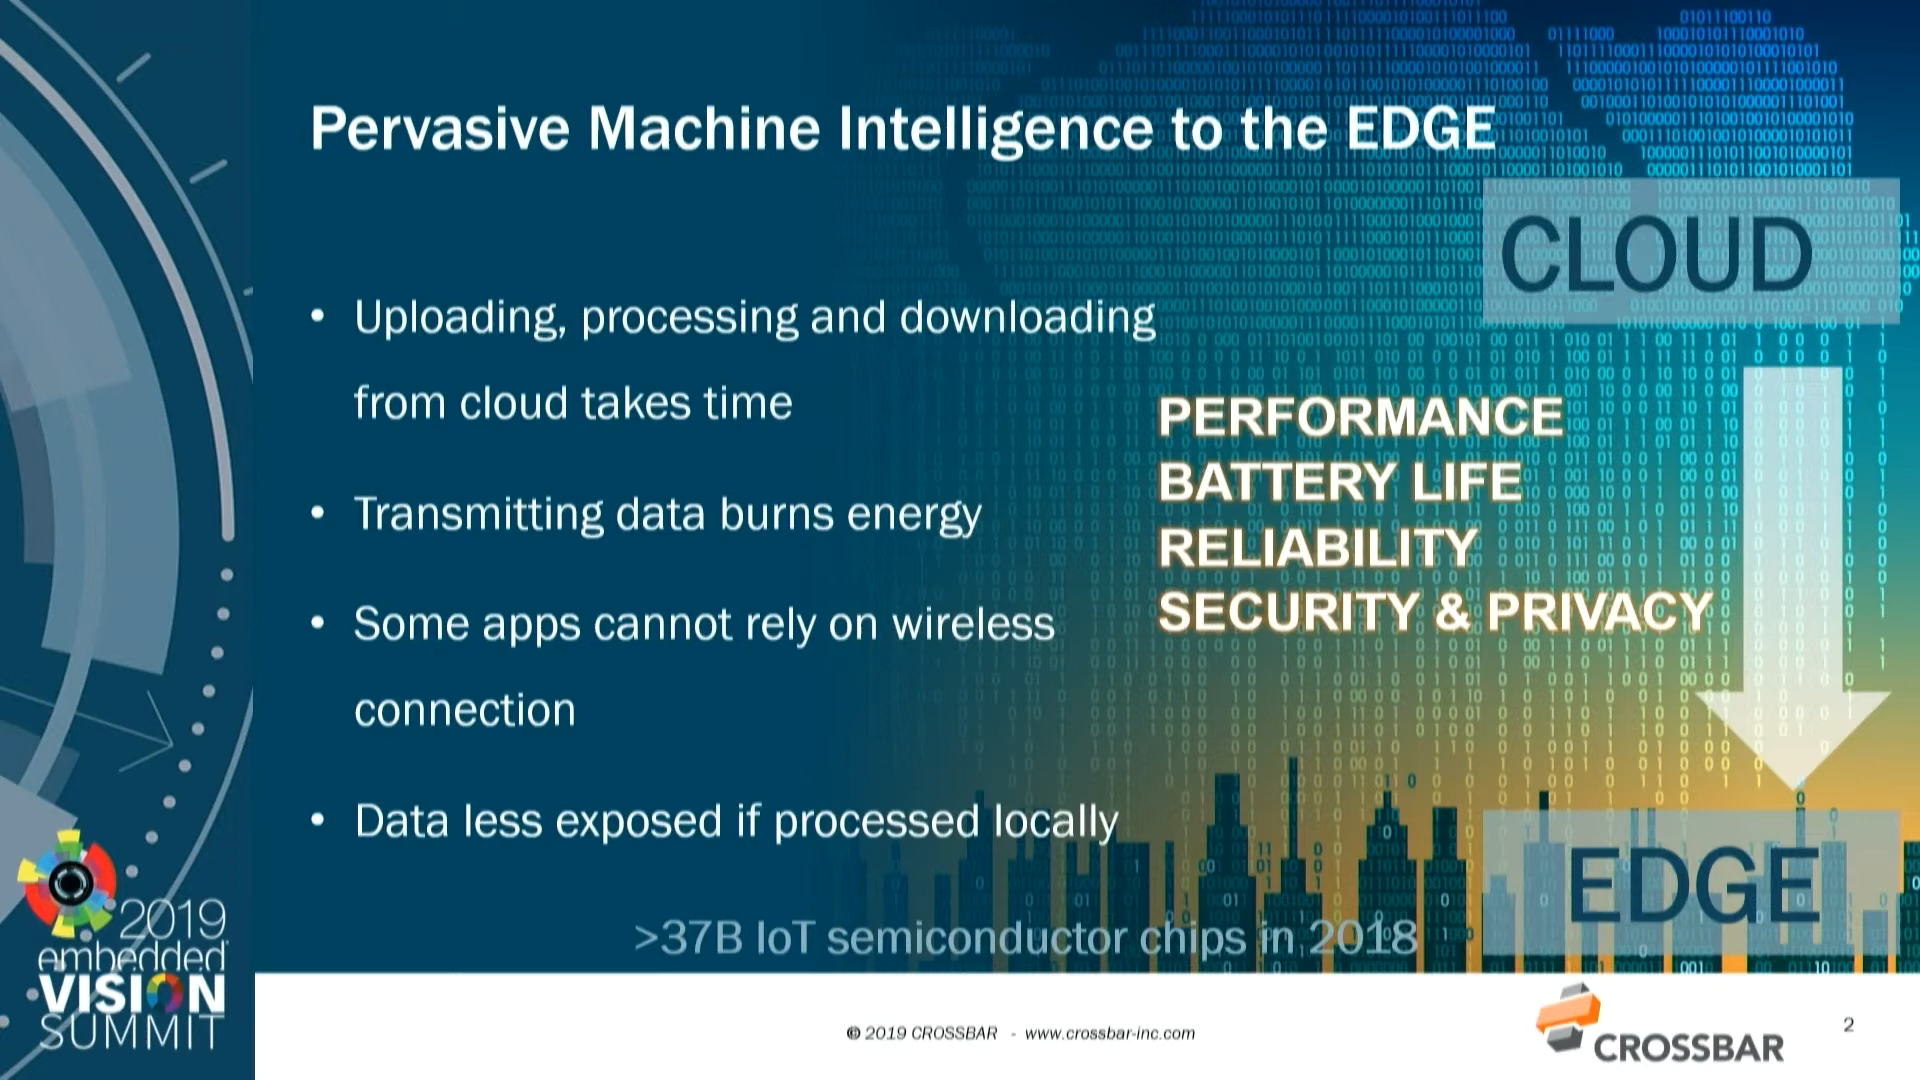 Pervasive Machine Intelligence to the EDGE
CLOUD
• Uploading, processing and downloading
from cloud takes time
• Transmitting data burns energy
• Some apps cannot rely on wireless
connection
• Data less exposed if processed locally
PERFORMANCE
BATTERY LIFE
RELIABILITY
SECURITY & PRIVACY
EDGE
>37B IoT semiconductor chips in 2018
2019
embedded
VISION
SUMMIT
© 2019 CROSSBAR - www.crossbar-inc.com
CROSSBAR
2